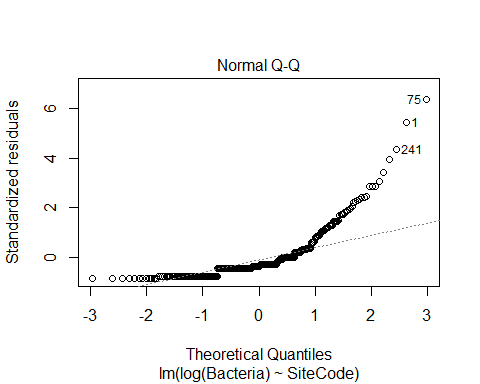 Normal Q-Q
Standardized residuals
6
4
2
0
75
1
241
-3 -2 -1 0 1 2 3
Theoretical Quantiles
lm(log(Bacteria) ~ SiteCode)